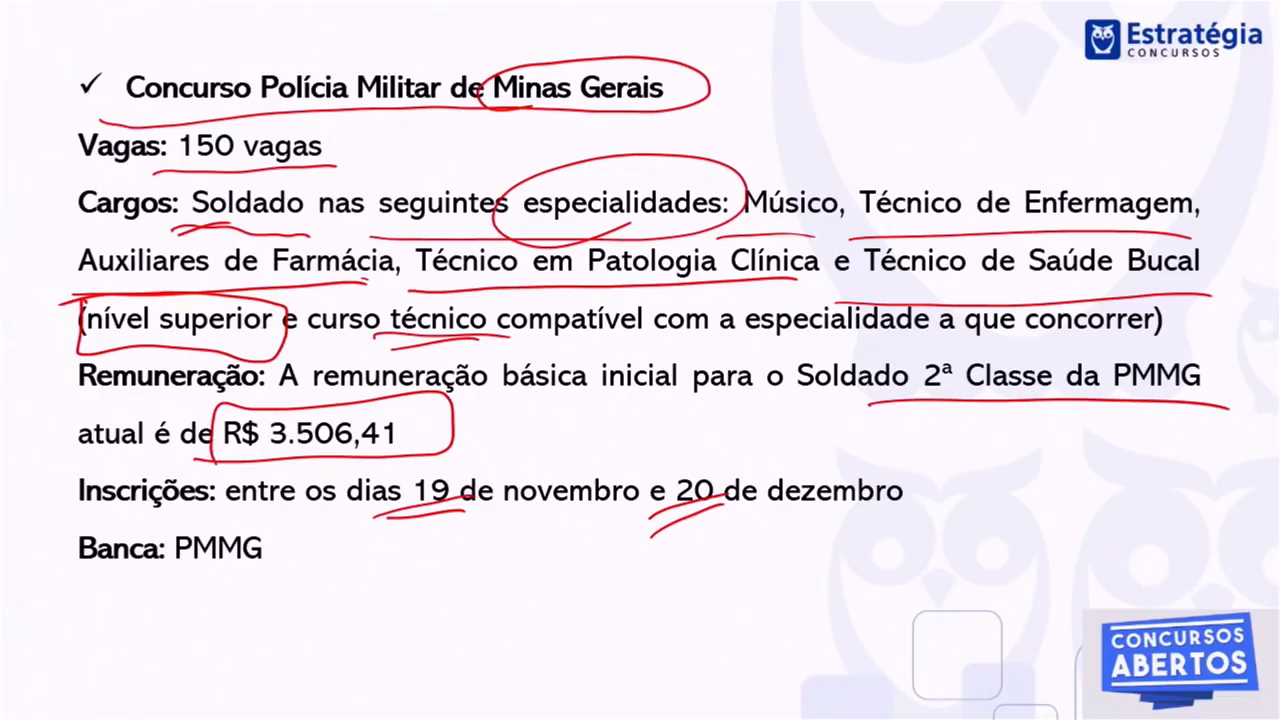 Estratégia
CONCURSOS
✓ Concurso Polícia Militar de Minas Gerais
Vagas: 150 vagas
Cargos: Soldado nas seguintes especialidades: Músico, Técnico de Enfermagem,
Auxiliares de Farmácia, Técnico em Patologia Clínica e Técnico de Saúde Bucal
(nível superior e curso técnico compatível com a especialidade a que concorrer)
Remuneração: A remuneração básica inicial para o Soldado 2ª Classe da PMMG
atual é de R$ 3.506,41
Inscrições: entre os dias 19 de novembro e 20 de dezembro
Banca: PMMG
CONCURSOS
ABERTOS